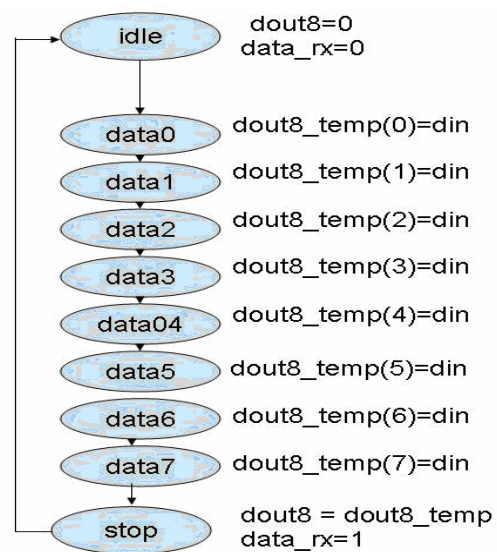 idle
dout8=0
data_rx=0
data0
dout8_temp(0)=din
data1
dout8_temp(1)=din
data2
dout8_temp(2)=din
data3
dout8_temp(3)=din
data04
dout8_temp(4)=din
data5
dout8_temp(5)=din
data6
dout8_temp(6)=din
data7
dout8_temp(7)=din
stop
dout8 = dout8_temp
data_rx=1